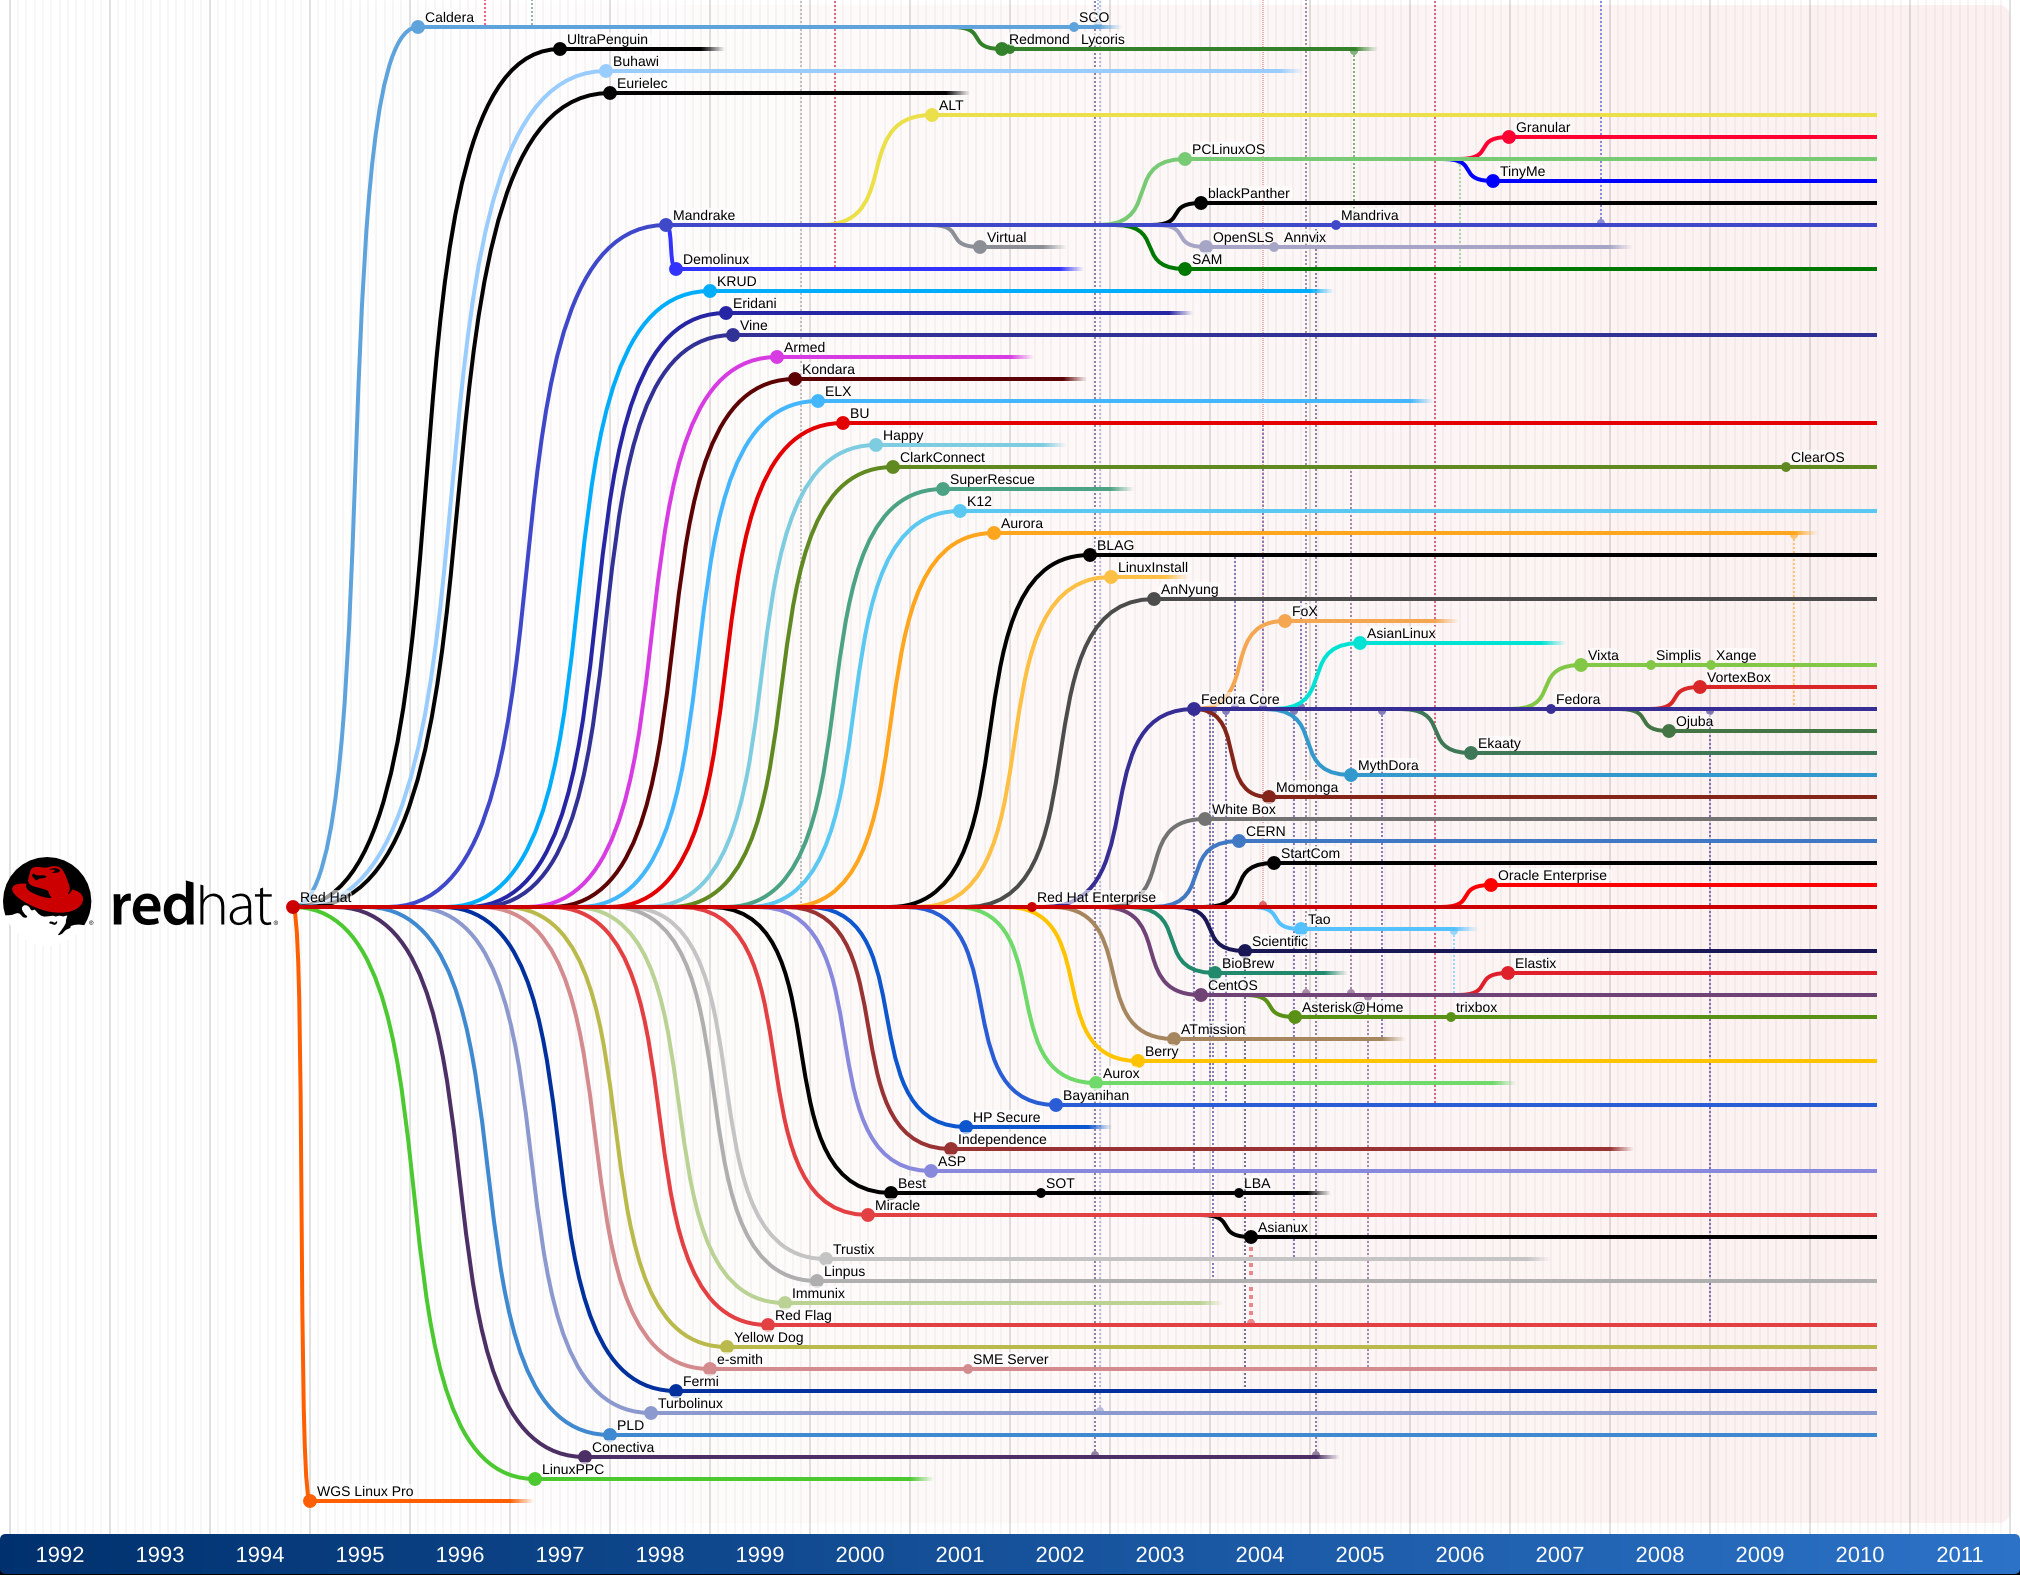 Caldera SCO
Redmond Lycoris
UltraPenguin
Buhawi
Eurielec
ALT
Granular
PCLinuxOS
TinyMe
blackPanther
Mandrake Mandriva
Virtual OpenSLS Annvix
Demolinux SAM
KRUD
Eridani
Vine
Armed
Kondara
ELX
BU
Happy
ClarkConnect ClearOS
SuperRescue
K12
Aurora
BLAG
LinuxInstall
AnNyung
FoX
AsianLinux
Vixta Simplis Xange
VortexBox
Fedora Core Fedora
Ojuba
Ekaaty
MythDora
Momonga
White Box
CERN
StartCom
Oracle Enterprise
redhat®
Red Hat Red Hat Enterprise
Tao
Scientific
BioBrew Elastix
CentOS
Asterisk@Home trixbox
ATmission
Berry
Aurox
Bayanihan
HP Secure
Independence
ASP
Best SOT LBA
Miracle
Asianux
Trustix
Linpus
Immunix
Red Flag
Yellow Dog
e-smith SME Server
Fermi
Turbolinux
PLD
Conectiva
LinuxPPC
WGS Linux Pro
1992 1993 1994 1995 1996 1997 1998 1999 2000 2001 2002 2003 2004 2005 2006 2007 2008 2009 2010 2011